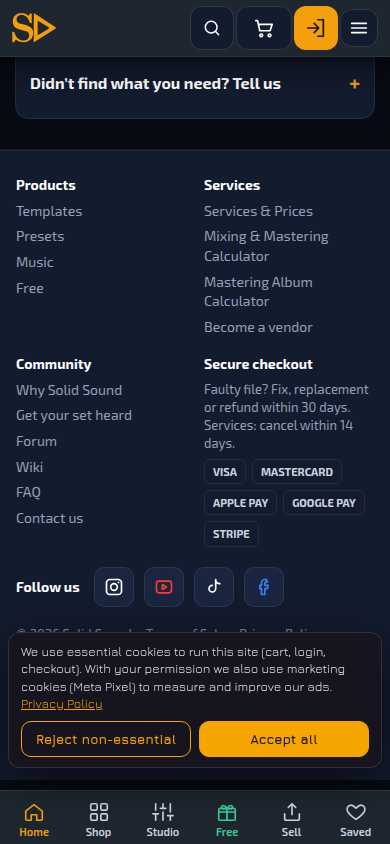 SD
Didn't find what you need? Tell us +
Products
Templates
Presets
Music
Free
Services
Services & Prices
Mixing & Mastering
Calculator
Mastering Album
Calculator
Become a vendor
Community
Why Solid Sound
Get your set heard
Forum
Wiki
FAQ
Contact us
Secure checkout
Faulty file? Fix, replacement
or refund within 30 days.
Services: cancel within 14
days.
VISA MASTERCARD
APPLE PAY GOOGLE PAY
STRIPE
Follow us
We use essential cookies to run this site (cart, login,
checkout). With your permission we also use marketing
cookies (Meta Pixel) to measure and improve our ads.
Privacy Policy
Reject non-essential Accept all
Home Shop Studio Free Sell Saved